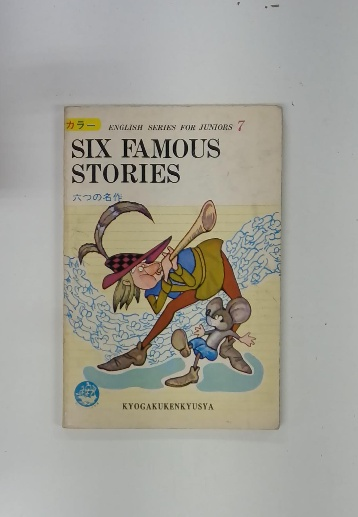 カラー
ENGLISH SERIES FOR JUNIORS 7
SIX FAMOUS
STORIES
六つの名作
KYOGAKUKENKYUSYA